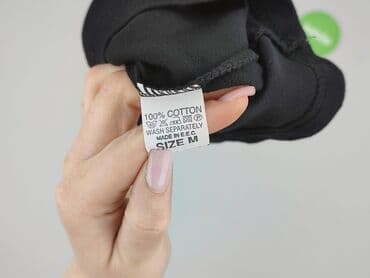 100% COTTON
WASH SEPARATELY
MADE IN E.E.C.
SIZE M